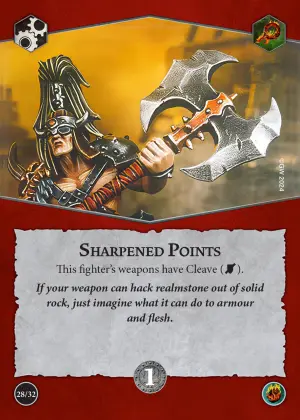 ©GW 2024
SHARPENED POINTS
This fighter's weapons have Cleave ( ).
If your weapon can hack realmstone out of solid
rock, just imagine what it can do to armour
and flesh.
28/32
1